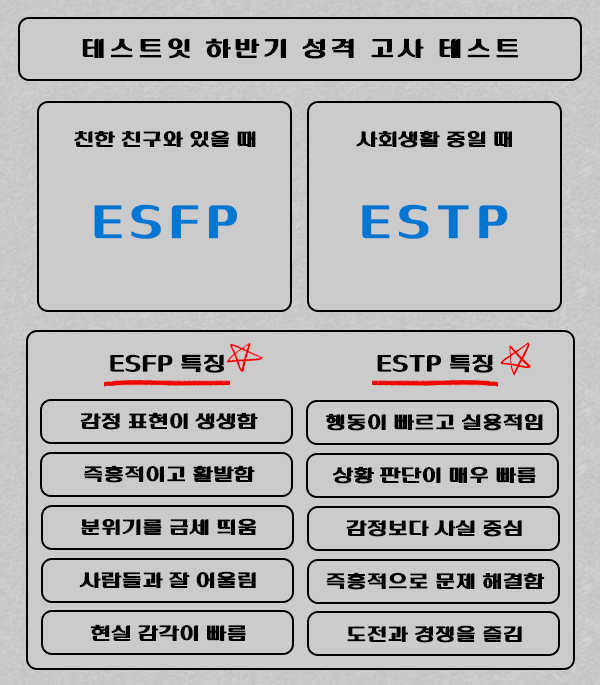 테스트잇 하반기 성격 고사 테스트
친한 친구와 있을 때
ESFP
사회생활 중일 때
ESTP
ESFP 특징
감정 표현이 생생함
즉흥적이고 활발함
분위기를 금세 띄움
사람들과 잘 어울림
현실 감각이 빠름
ESTP 특징
행동이 빠르고 실용적임
상황 판단이 매우 빠름
감정보다 사실 중심
즉흥적으로 문제 해결함
도전과 경쟁을 즐김